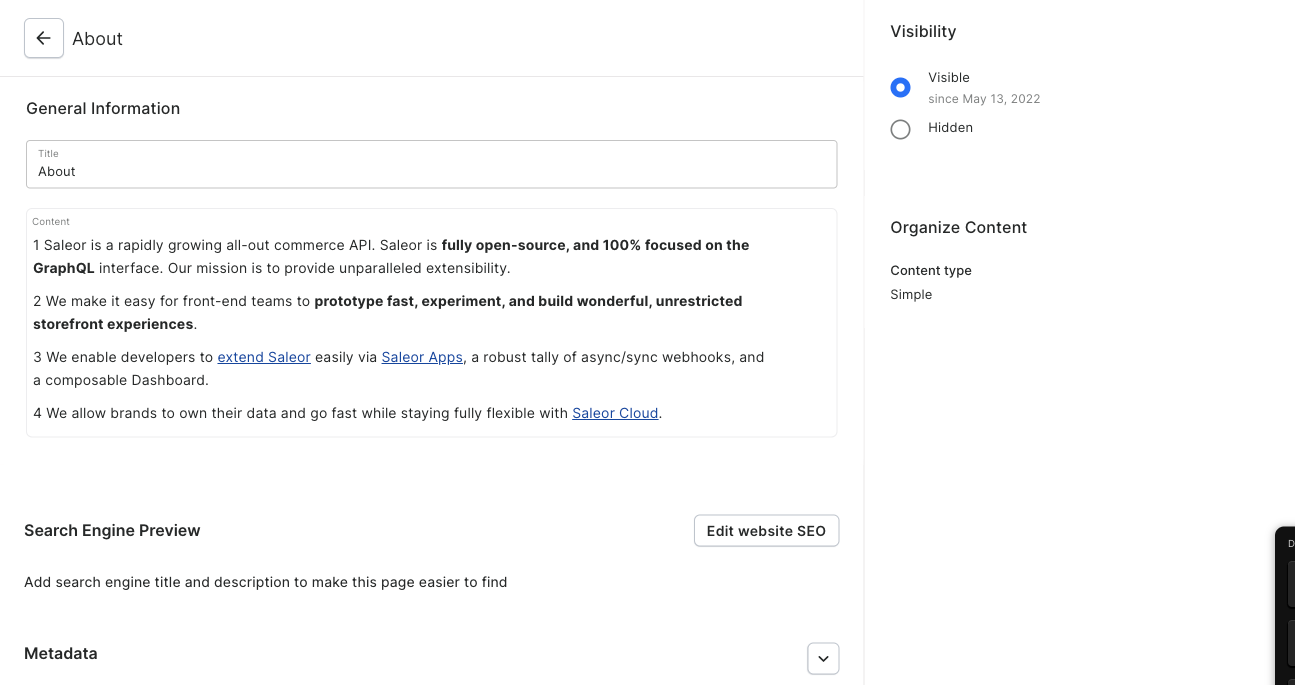 About
General Information
Title
About
Content
1 Saleor is a rapidly growing all-out commerce API. Saleor is fully open-source, and 100% focused on the
GraphQL interface. Our mission is to provide unparalleled extensibility.
2 We make it easy for front-end teams to prototype fast, experiment, and build wonderful, unrestricted
storefront experiences.
3 We enable developers to extend Saleor easily via Saleor Apps, a robust tally of async/sync webhooks, and
a composable Dashboard.
4 We allow brands to own their data and go fast while staying fully flexible with Saleor Cloud.
Search Engine Preview
Edit website SEO
Add search engine title and description to make this page easier to find
Metadata
Visibility
Visible
since May 13, 2022
Hidden
Organize Content
Content type
Simple